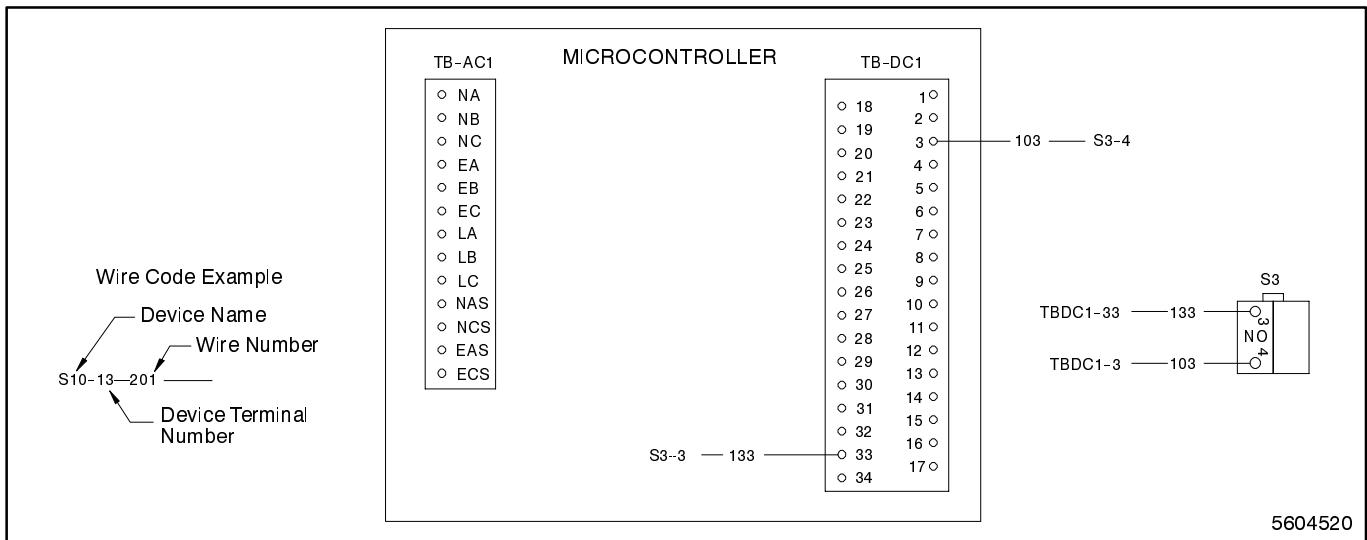 MICROCONTROLLER
TB-AC1
NA
NB
NC
EA
EB
EC
LA
LB
LC
NAS
NCS
EAS
ECS
TB-DC1
1
18
2
19
3
20
4
21
5
22
6
23
7
24
8
25
9
26
10
27
11
28
12
29
13
30
14
31
15
32
16
33
17
34
103 S3-4
S3-3 133
Wire Code Example
Device Name
Wire Number
S10-13-201
Device Terminal
Number
S3
TBDC1-33 133
3
NO
4
TBDC1-3 103
5604520